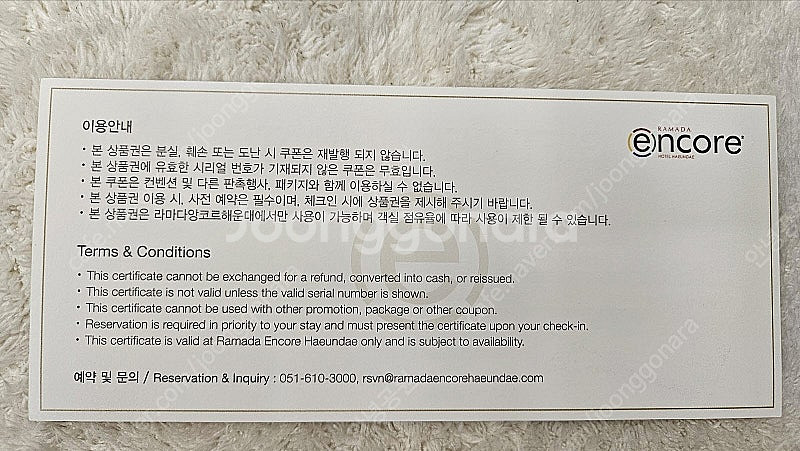 이용안내
RAMADA
encore
HOTEL HAEUNDAE
• 본 상품권은 분실, 훼손 또는 도난 시 쿠폰은 재발행 되지 않습니다.
• 본 상품권에 유효한 시리얼 번호가 기재되지 않은 쿠폰은 무효입니다.
• 본 쿠폰은 컨벤션 및 다른 판촉행사, 패키지와 함께 이용하실 수 없습니다.
• 본 상품권 이용 시, 사전 예약은 필수이며, 체크인 시에 상품권을 제시해 주시기 바랍니다.
• 본 상품권은 라마다앙코르해운대에서만 사용이 가능하며 객실 점유율에 따라 사용이 제한 될 수 있습니다.
Joonggonara
Terms & Conditions
• This certificate cannot be exchanged for a refund, converted into cash, or reissued.
• This certificate is not valid unless the valid serial number is shown.
• This certificate cannot be used with other promotion, package or other coupon.
• Reservation is required in priority to your stay and must present the certificate upon your check-in.
• This certificate is valid at Ramada Encore Haeundae only and is subject to availability.
예약 및 문의 / Reservation & Inquiry : 051-610-3000, rsvn@ramadaencorehaeundae.com